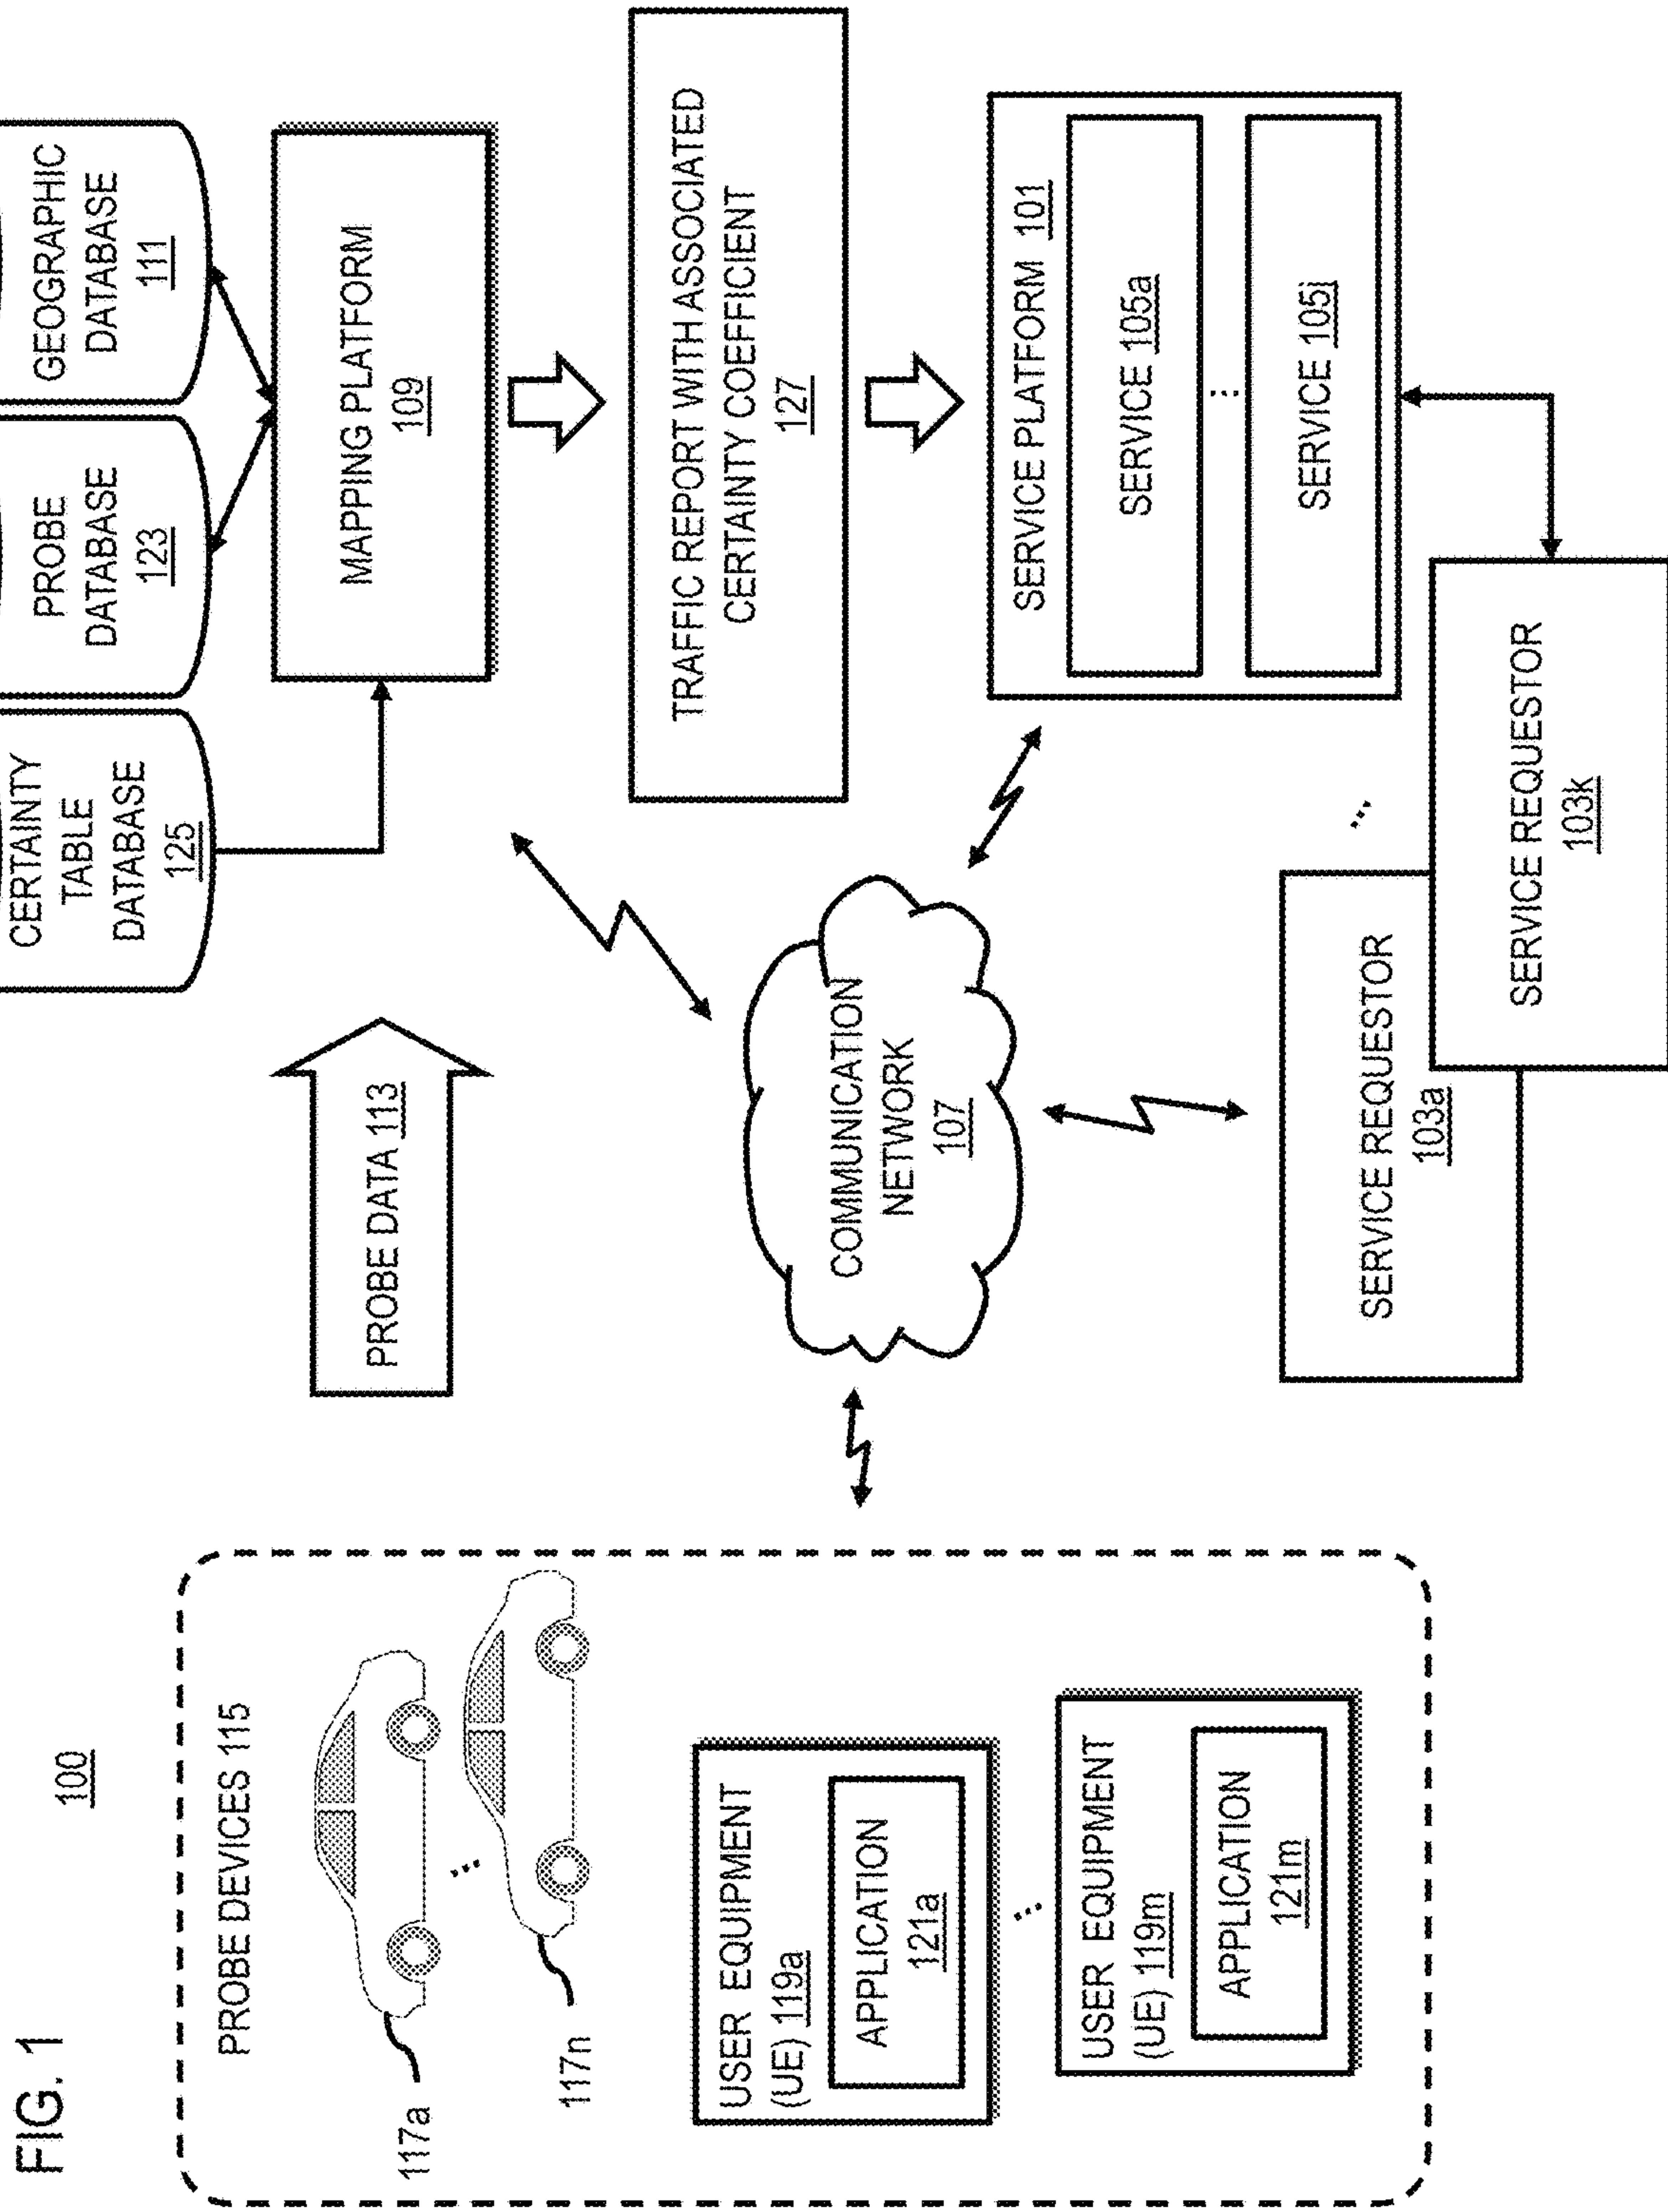 FIG. 1
100
PROBE DEVICES 115
117a
...
117n
USER EQUIPMENT
(UE) 119a
APPLICATION
121a
...
USER EQUIPMENT
(UE) 119m
APPLICATION
121m
PROBE DATA 113
COMMUNICATION
NETWORK
107
CERTAINTY
TABLE
DATABASE
125
PROBE
DATABASE
123
GEOGRAPHIC
DATABASE
111
MAPPING PLATFORM
109
TRAFFIC REPORT WITH ASSOCIATED
CERTAINTY COEFFICIENT
127
SERVICE PLATFORM 101
SERVICE 105a
...
SERVICE 105j
SERVICE REQUESTOR
103a
...
SERVICE REQUESTOR
103k